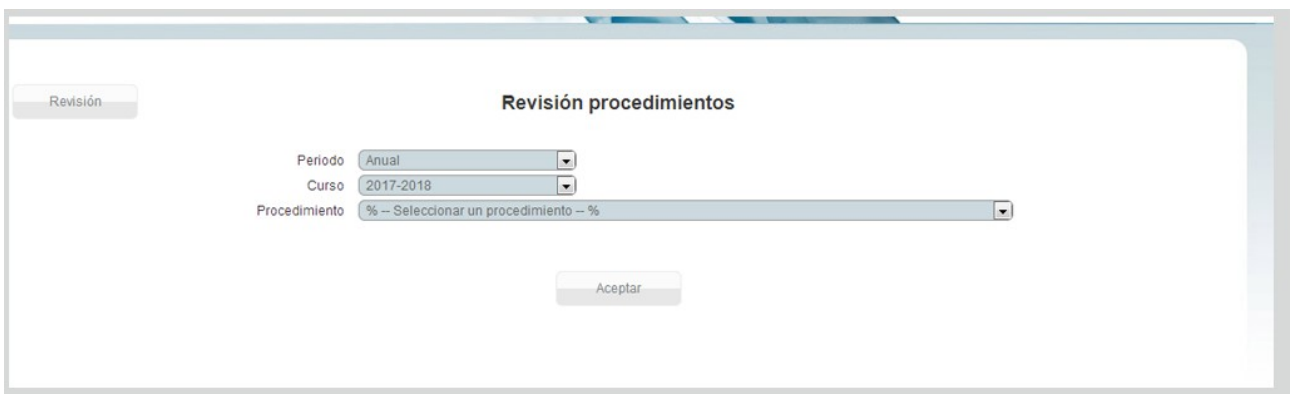 Revisión
Revisión procedimientos
Periodo Anual
Curso 2017-2018
Procedimiento % -- Seleccionar un procedimiento -- %
Aceptar